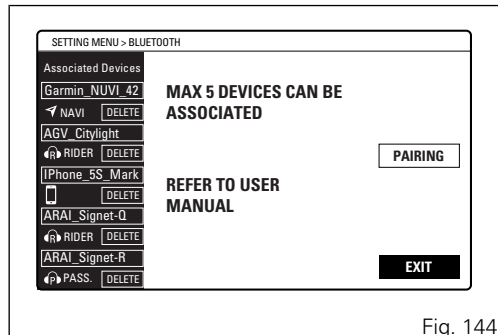 SETTING MENU > BLUETOOTH
Associated Devices
Garmin_NUVI_42
NAVI DELETE
AGV_Citylight
R RIDER DELETE
IPhone_5S_Mark
DELETE
ARAI_Signet-Q
R RIDER DELETE
ARAI_Signet-R
P PASS. DELETE
MAX 5 DEVICES CAN BE
ASSOCIATED
REFER TO USER
MANUAL
PAIRING
EXIT
Fig. 144